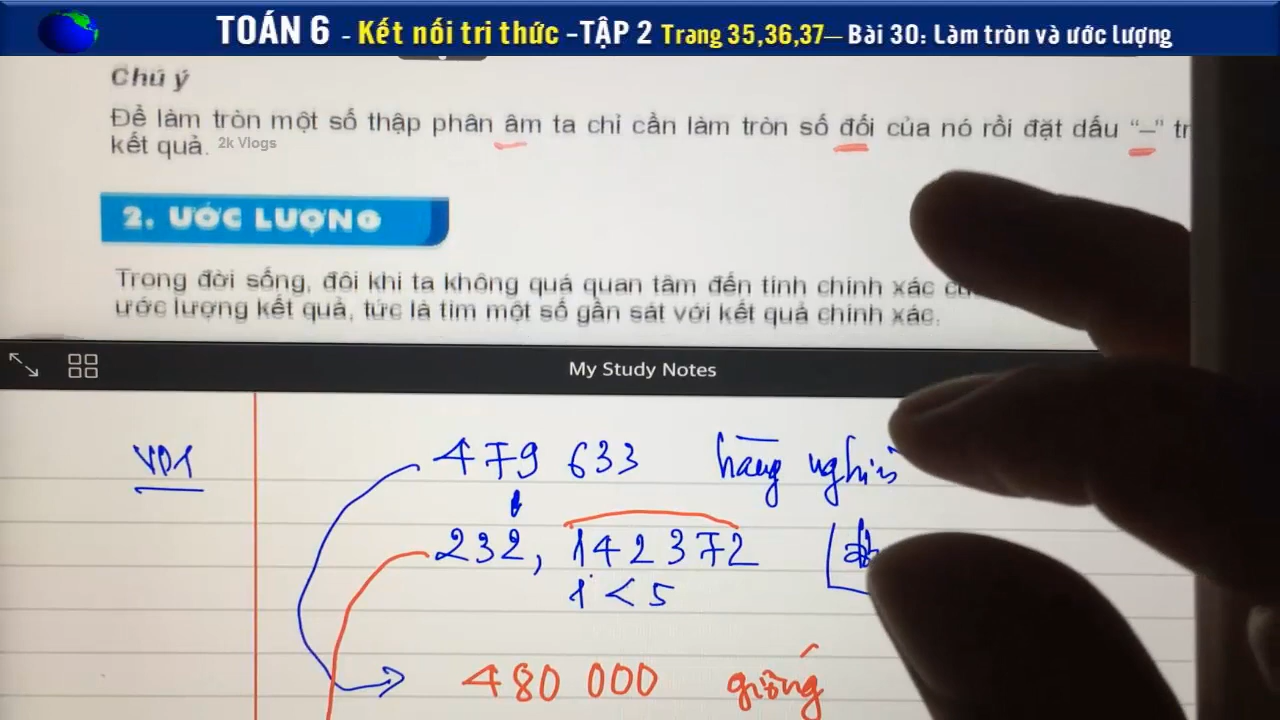 TOÁN 6 - Kết nối tri thức –TẬP 2 Trang 35,36,37– Bài 30: Làm tròn và ước lượng
Chú ý
Để làm tròn một số thập phân âm ta chỉ cần làm tròn số đối của nó rồi đặt dấu “–” tr
kết quả. 2k Vlogs
2. ƯỚC LƯỢNG
Trong đời sống, đôi khi ta không quá quan tâm đến tính chính xác
ước lượng kết quả, tức là tìm một số gần sát với kết quả chính xác.
My Study Notes
VD1 479 633 hàng nghìn
232, 142372
1 < 5
480 000 giống